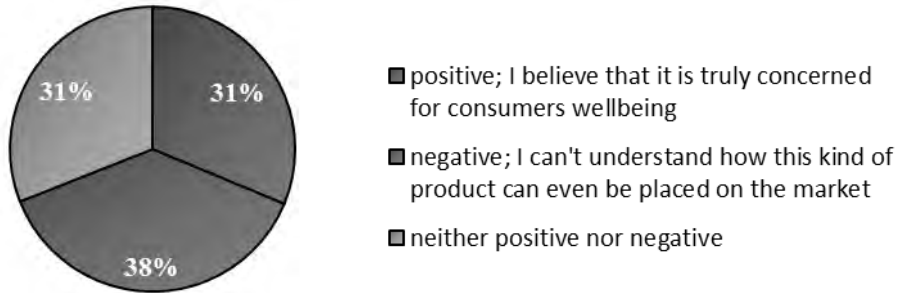 31%
31%
38%
positive; I believe that it is truly concerned
for consumers wellbeing
negative; I can't understand how this kind of
product can even be placed on the market
neither positive nor negative